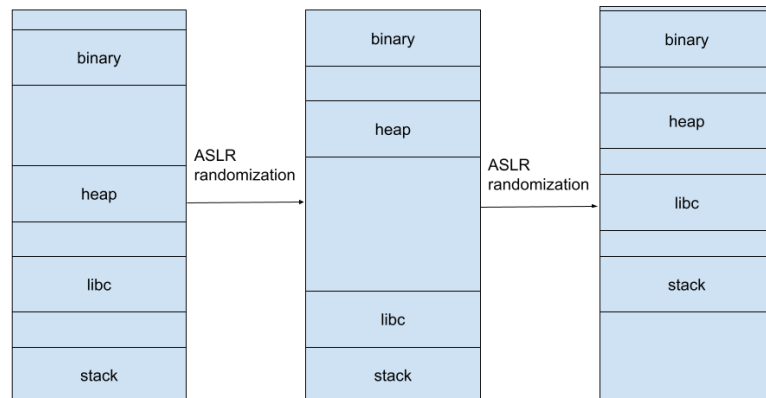 binary
heap
libc
stack
ASLR
randomization
binary
heap
libc
stack
ASLR
randomization
binary
heap
libc
stack